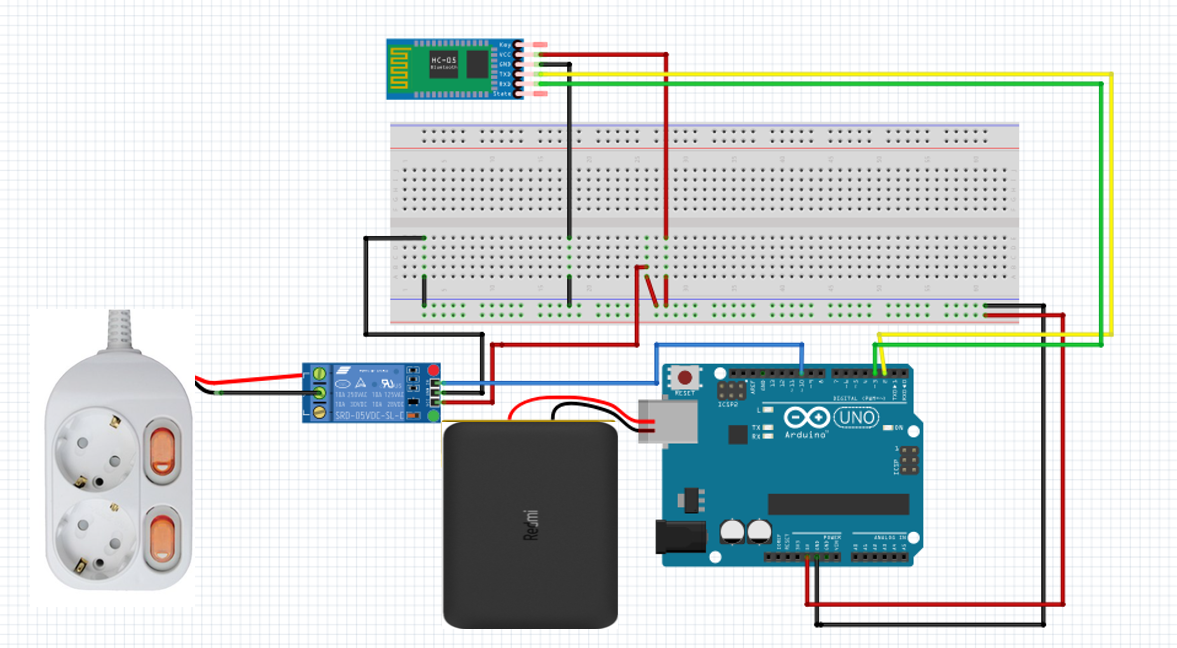 Key
VCC
GND
TXD
RXD
State
HC-05
Bluetooth
10A 250VAC 10A 125VAC
10A 30VDC 10A 28VDC
SRD-05VDC-SL-C
Redmi
RESET
ICSP2
AREF
GND
13
12
~11
~10
~9
8
7
~6
~5
4
~3
2
TX→1
RX←0
DIGITAL (PWM~)
L
TX
RX
Arduino™
UNO
ON
ICSP
1
IOREF
RESET
3V3
5V
GND
GND
VIN
POWER
ANALOG IN
A0
A1
A2
A3
A4
A5